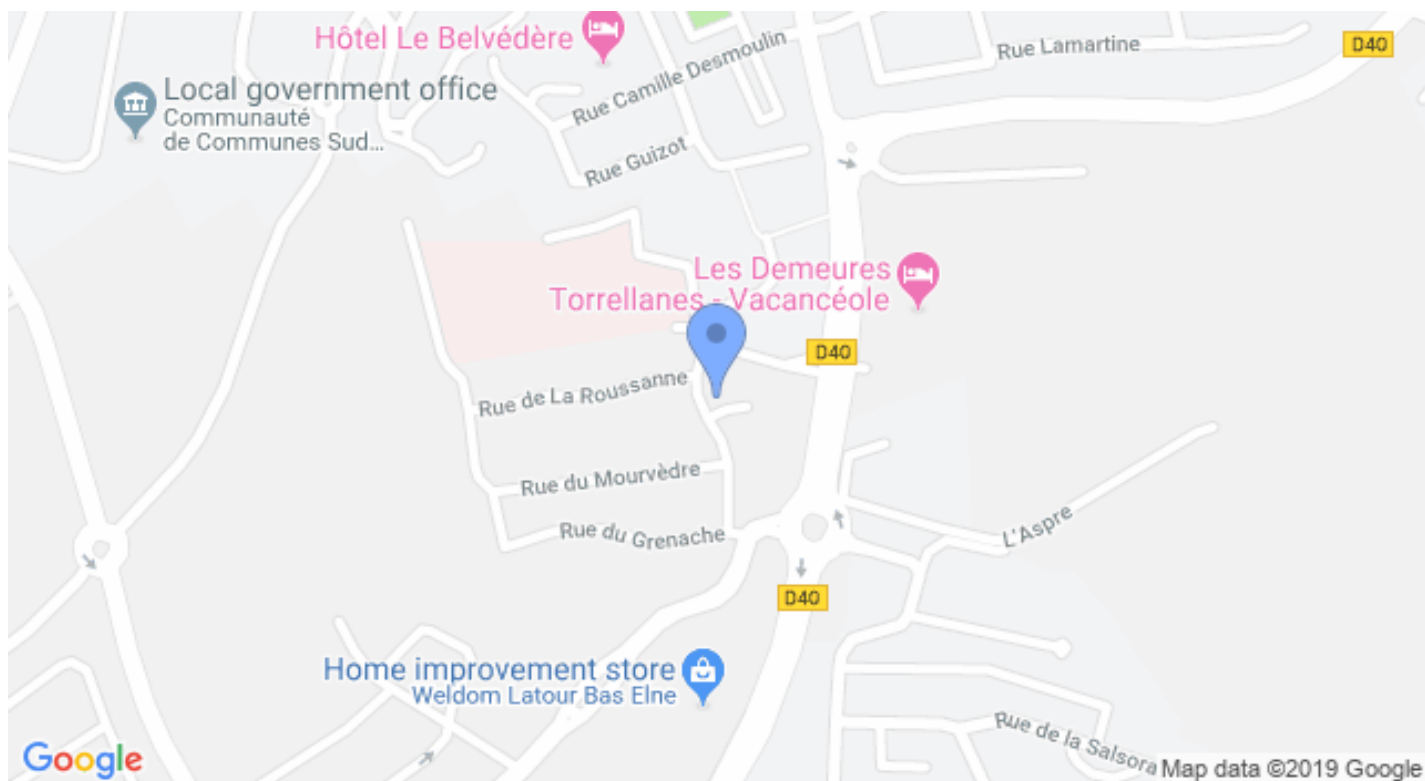 Hôtel Le Belvédère
Rue Lamartine
D40
Rue Camille Desmoulin
Local government office
Communauté
de Communes Sud...
Rue Guizot
Les Demeures
Torrellanes - Vacancéole
D40
Rue de La Roussanne
Rue du Mourvèdre
L'Aspre
Rue du Grenache
D40
Home improvement store
Weldom Latour Bas Elne
Rue de la Salsora
Google
Map data ©2019 Google